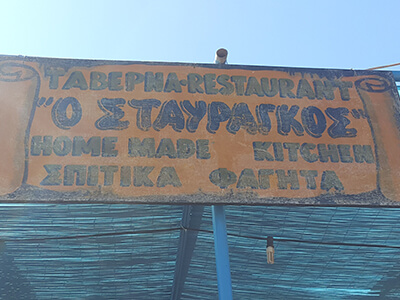 ΤΑΒΕΡΝΑ-RESTAURANT
"Ο ΣΤΑΥΡΑΓΚΟΣ"
HOME MADE KITCHEN
ΣΠΙΤΙΚΑ ΦΑΓΗΤΑ